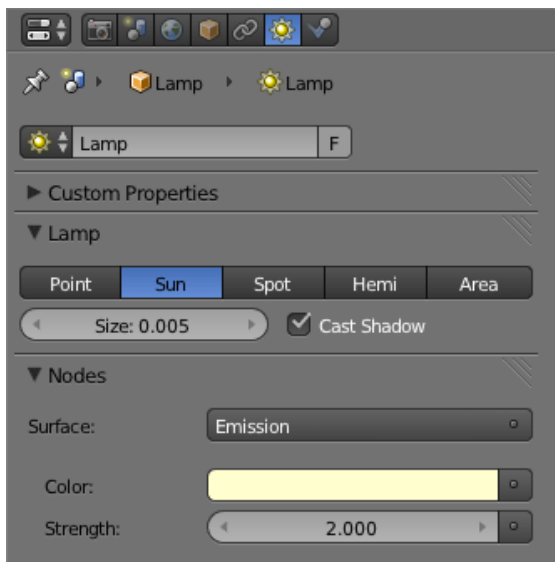 Lamp Lamp
Lamp F
Custom Properties
Lamp
Point Sun Spot Hemi Area
Size: 0.005 Cast Shadow
Nodes
Surface: Emission
Color:
Strength: 2.000